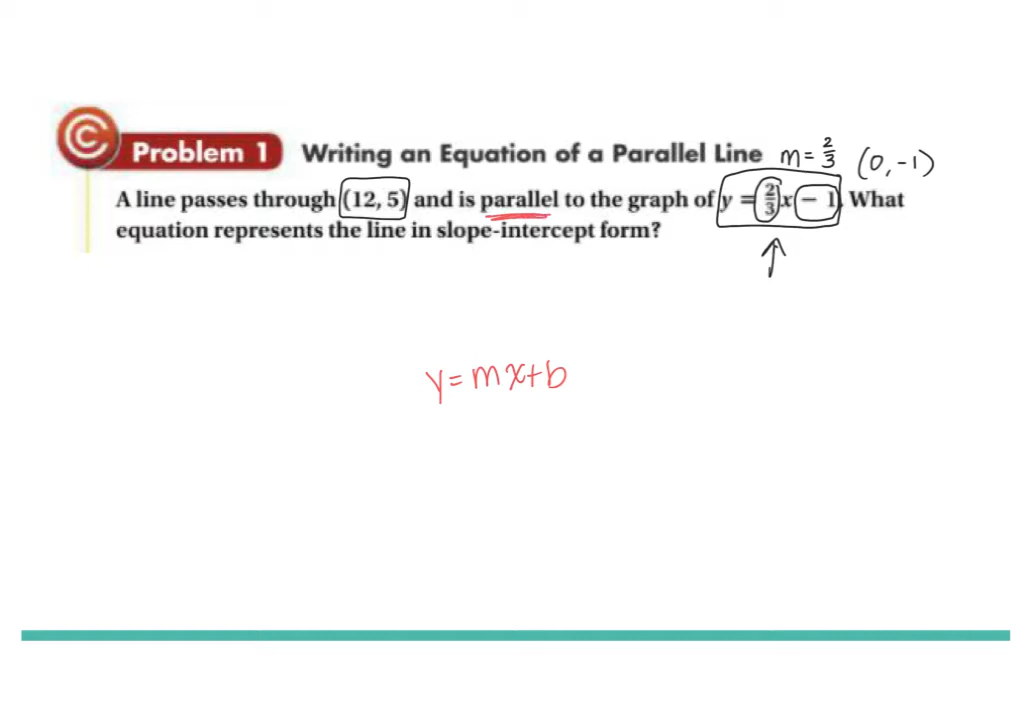 © Problem 1 Writing an Equation of a Parallel Line m = 2/3 (0, -1)
A line passes through (12, 5) and is parallel to the graph of y = 2/3 x − 1. What
equation represents the line in slope-intercept form?
y = mx + b